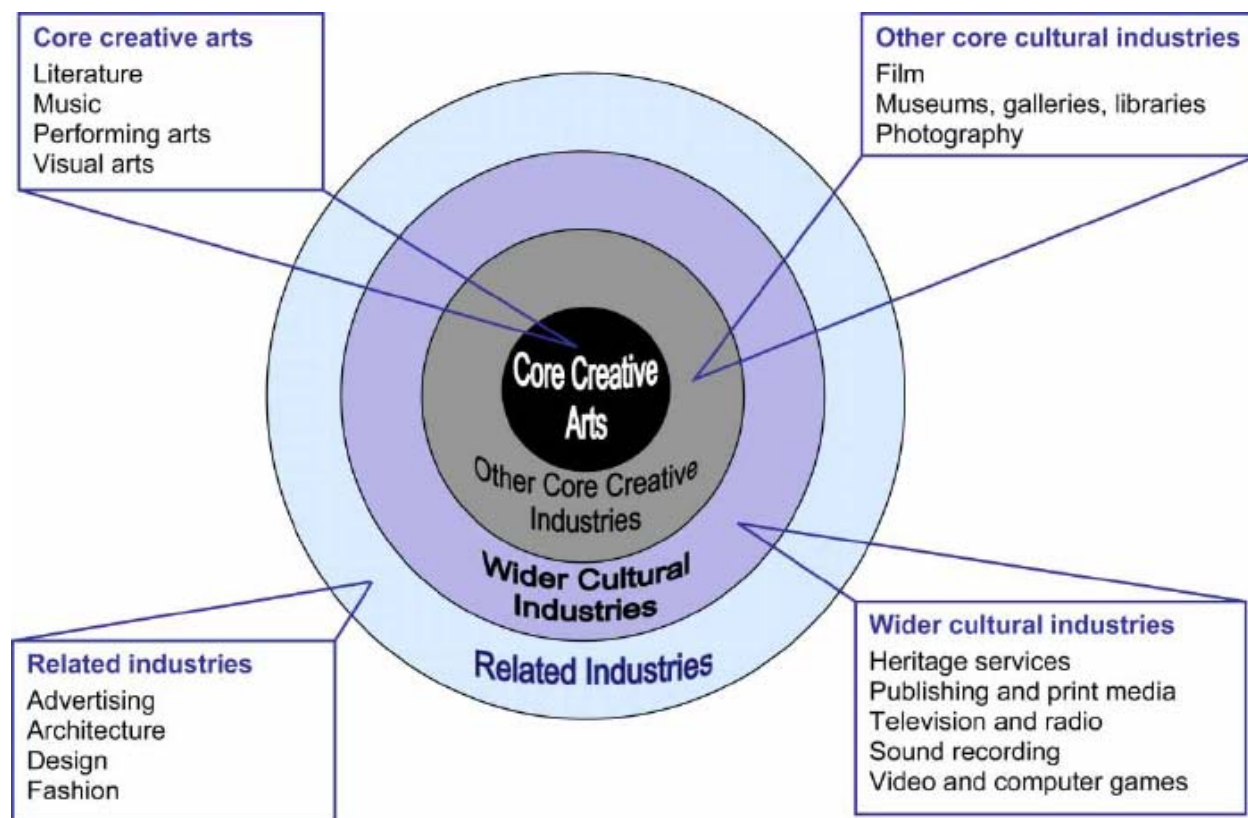 Core creative arts
Literature
Music
Performing arts
Visual arts
Other core cultural industries
Film
Museums, galleries, libraries
Photography
Core Creative
Arts
Other Core Creative
Industries
Wider Cultural
Industries
Related Industries
Related industries
Advertising
Architecture
Design
Fashion
Wider cultural industries
Heritage services
Publishing and print media
Television and radio
Sound recording
Video and computer games